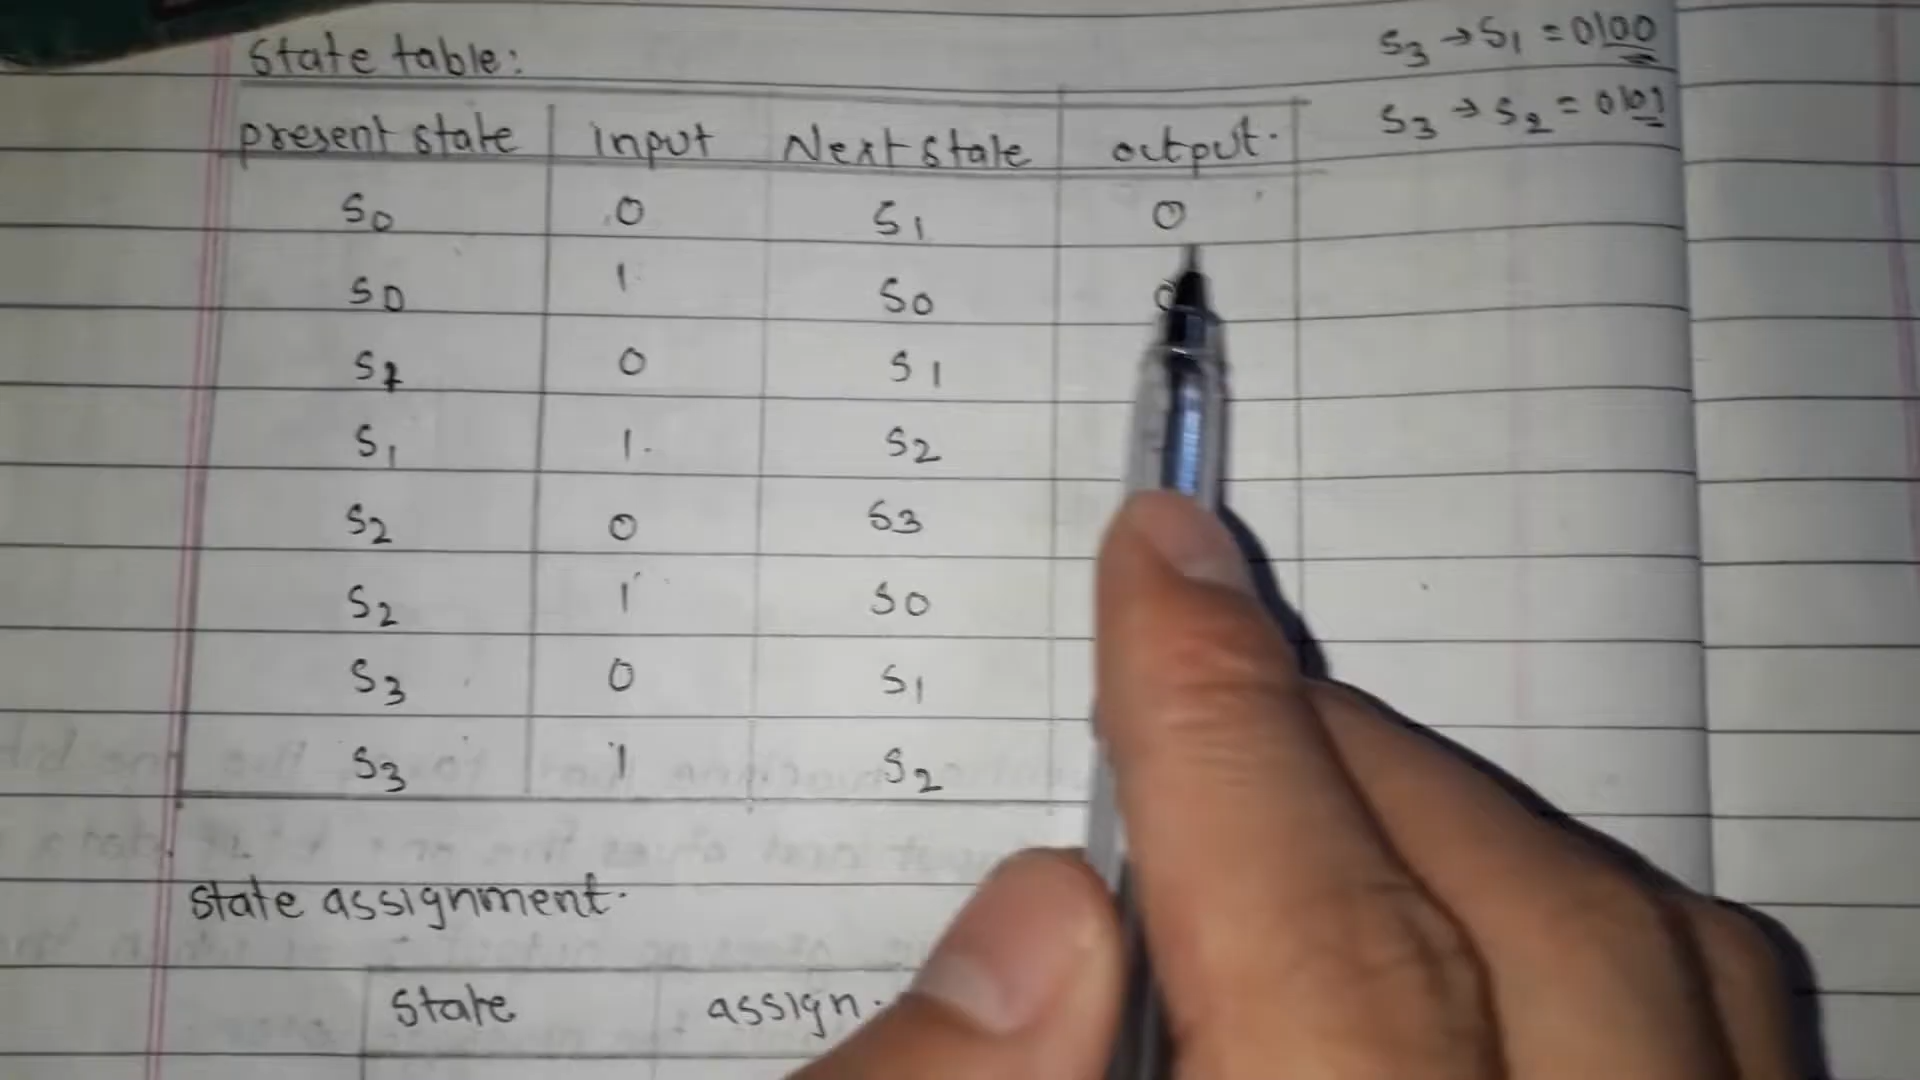 State table:
S3 → S1 = 0100
S3 → S2 = 0101
present state input Next state output.
S0 0 S1 0
S0 1 S0 0
S1 0 S1
S1 1 S2
S2 0 S3
S2 1 S0
S3 0 S1
S3 1 S2
state assignment.
State assign.